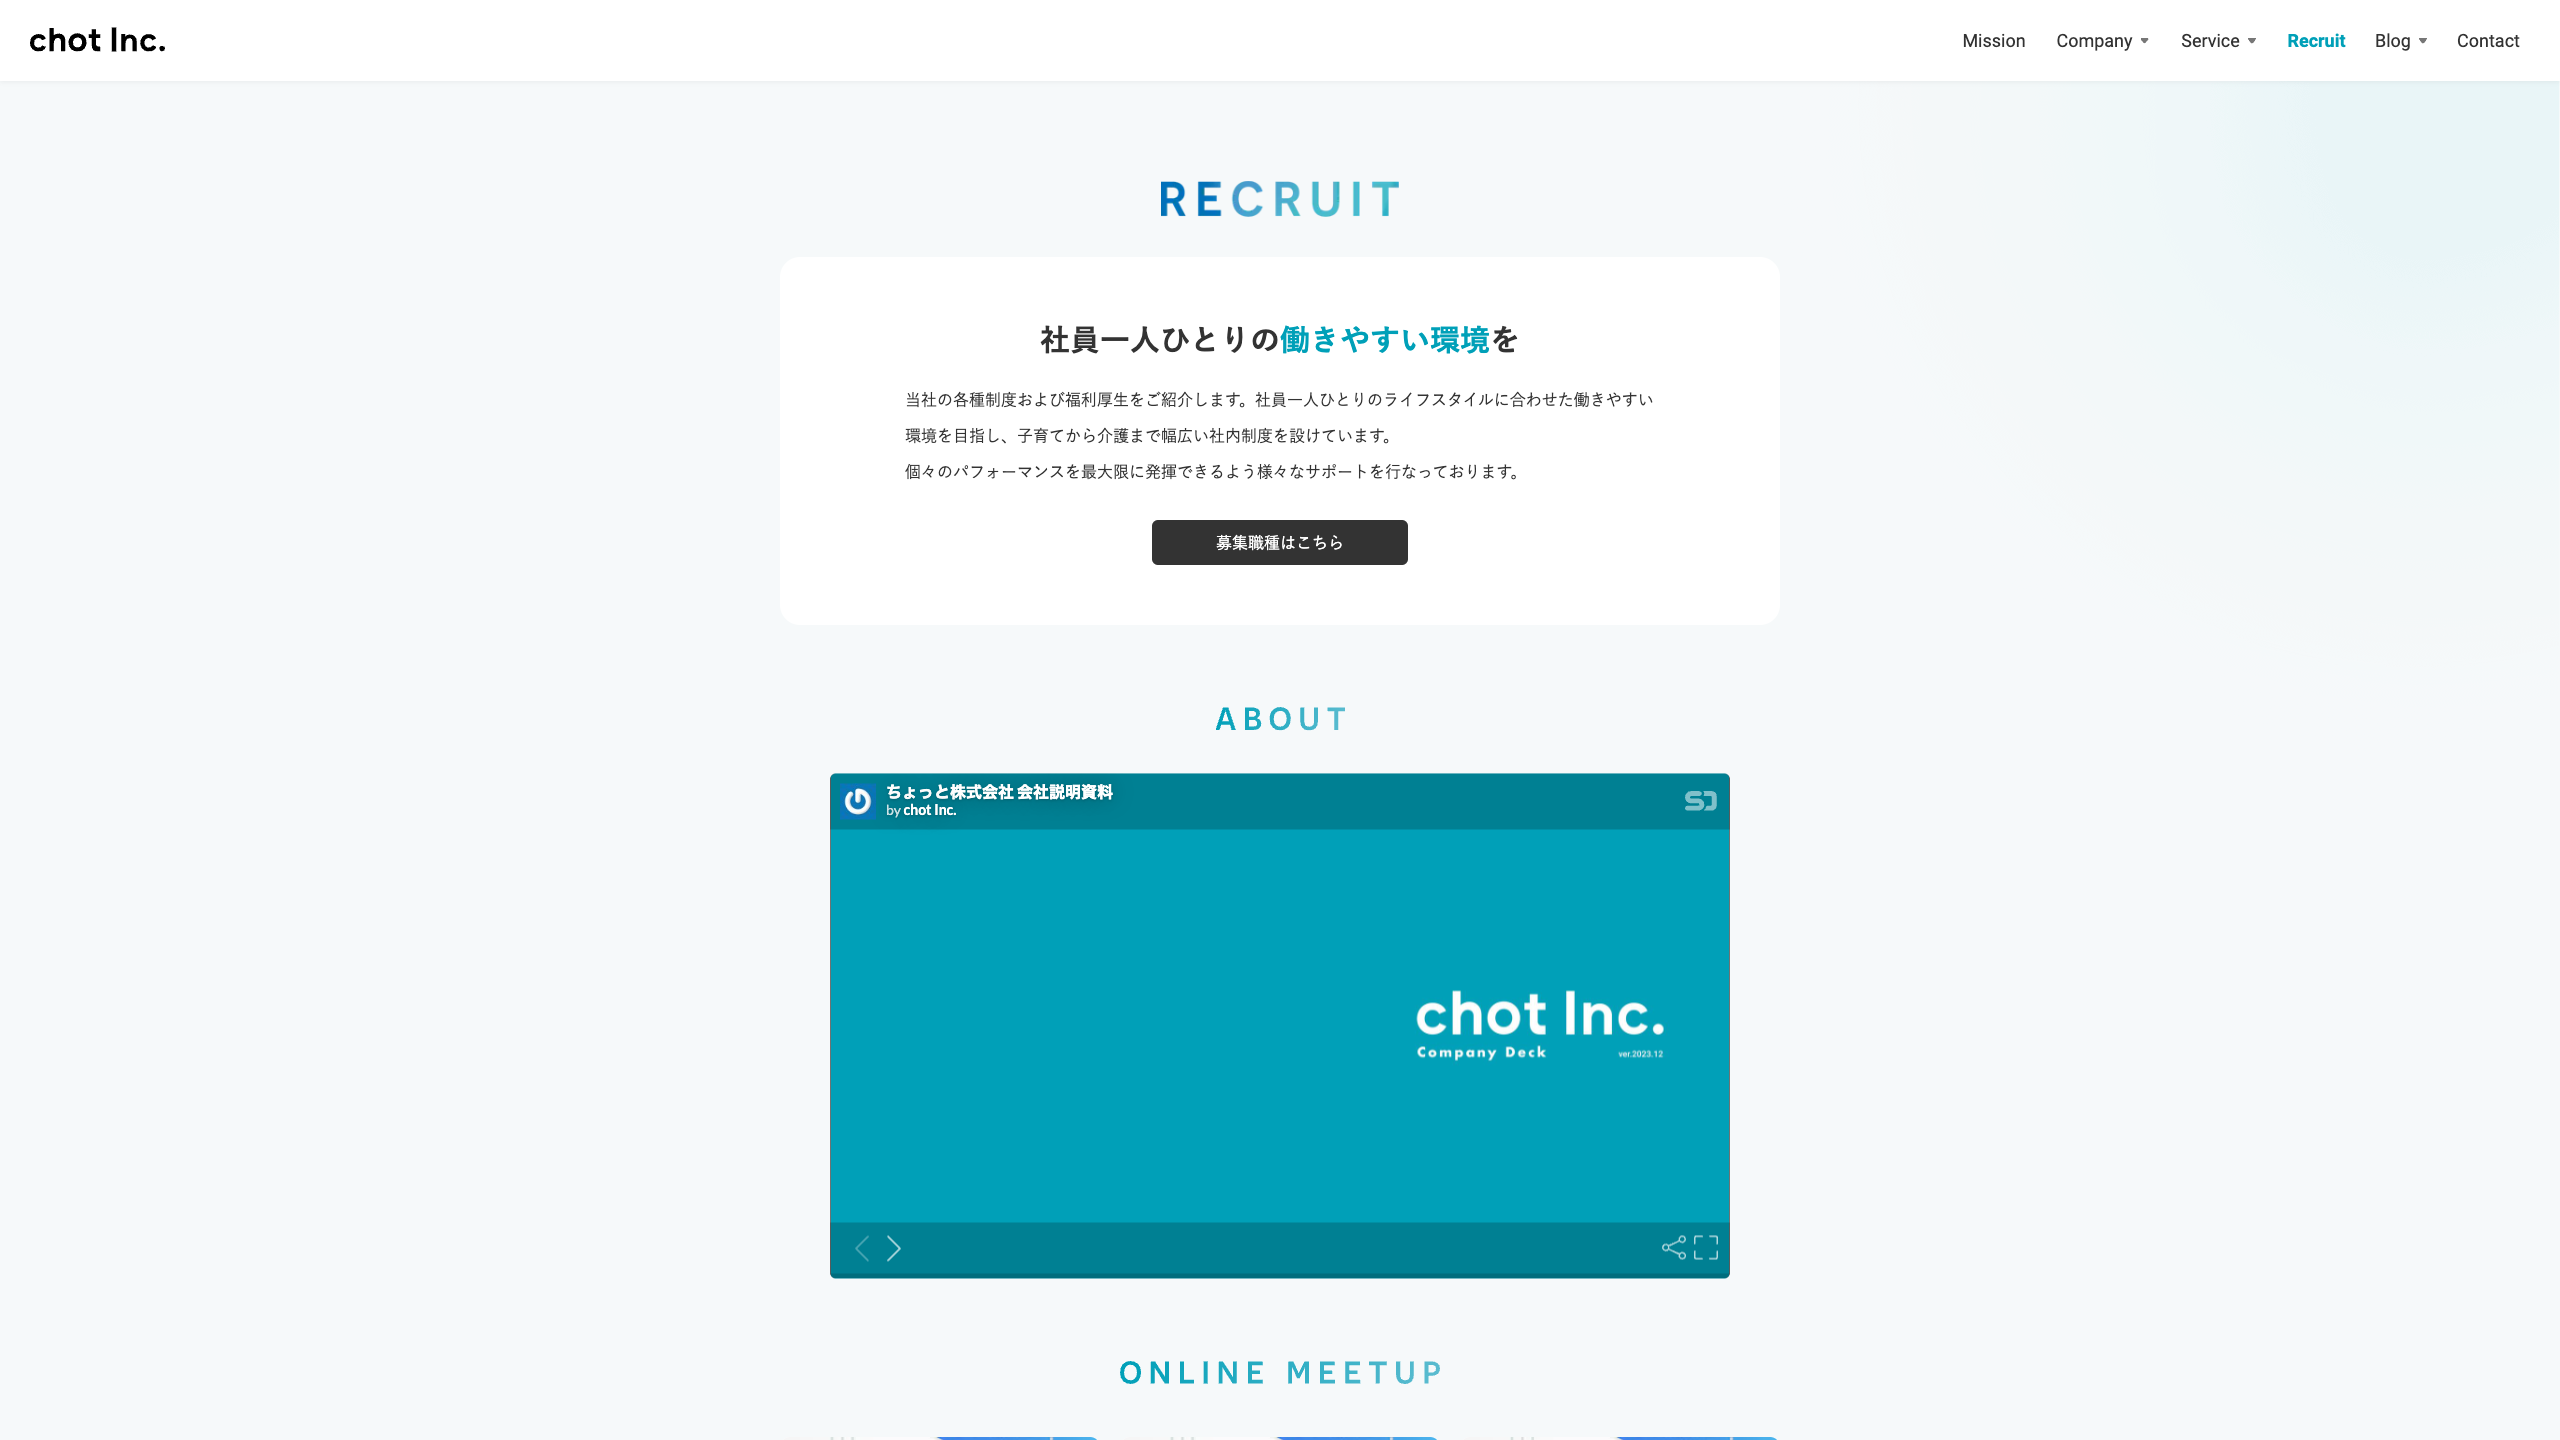 chot Inc.
Mission Company Service Recruit Blog Contact
RECRUIT
社員一人ひとりの働きやすい環境を
当社の各種制度および福利厚生をご紹介します。社員一人ひとりのライフスタイルに合わせた働きやすい
環境を目指し、子育てから介護まで幅広い社内制度を設けています。
個々のパフォーマンスを最大限に発揮できるよう様々なサポートを行なっております。
募集職種はこちら
ABOUT
ちょっと株式会社 会社説明資料
by chot Inc.
chot Inc.
Company Deck ver.2023.12
ONLINE MEETUP